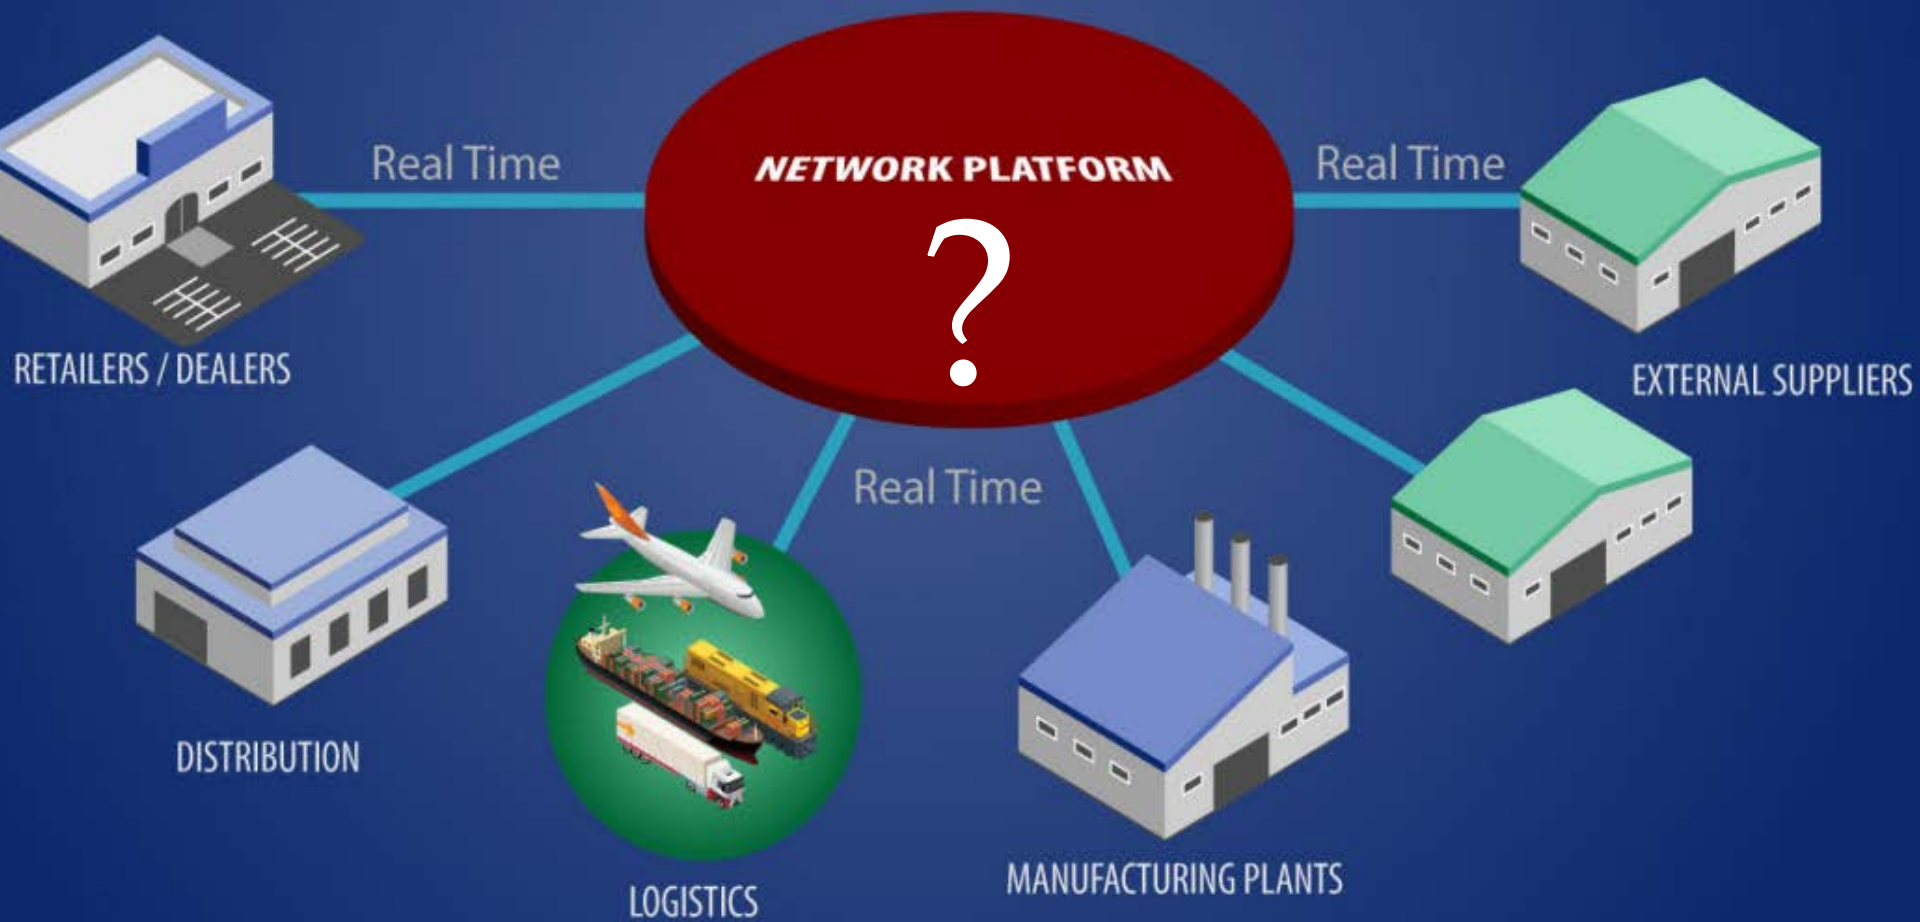 NETWORK PLATFORM
?
Real Time
Real Time
RETAILERS / DEALERS
EXTERNAL SUPPLIERS
Real Time
DISTRIBUTION
LOGISTICS
MANUFACTURING PLANTS